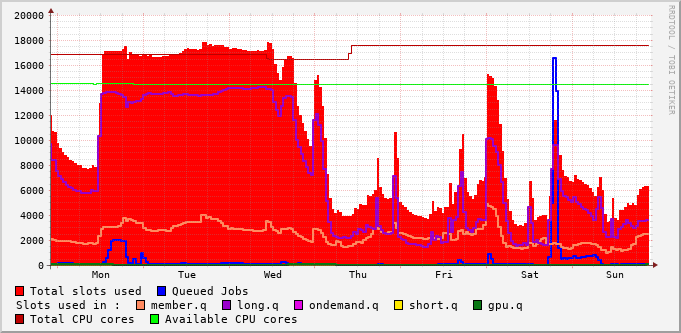 20000
18000
16000
14000
12000
10000
8000
6000
4000
2000
0
Mon Tue Wed Thu Fri Sat Sun
RRDTOOL / TOBI OETIKER
Total slots used Queued Jobs
Slots used in : member.q long.q ondemand.q short.q gpu.q
Total CPU cores Available CPU cores